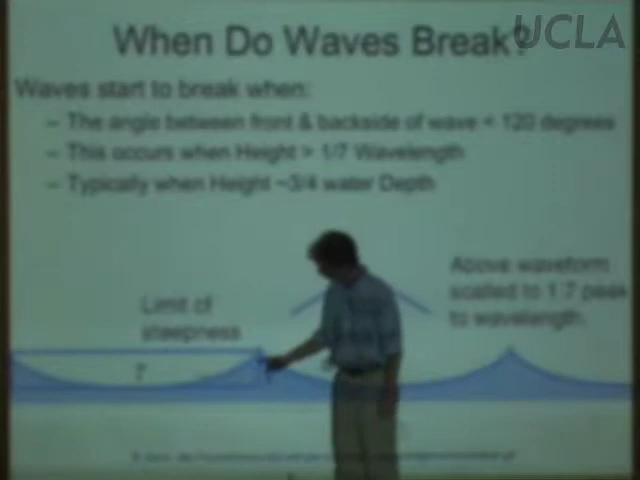 When Do Waves Break?
UCLA
Waves start to break when:
– The angle between front & backside of wave < 120 degrees
– This occurs when Height > 1/7 Wavelength
– Typically when Height ~3/4 water Depth
Above waveform
scalled to 1:7 peak
to wavelength.
Limit of
steepness
7